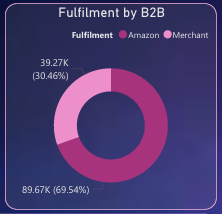 Fulfilment by B2B
Fulfilment Amazon Merchant
39.27K
(30.46%)
89.67K (69.54%)